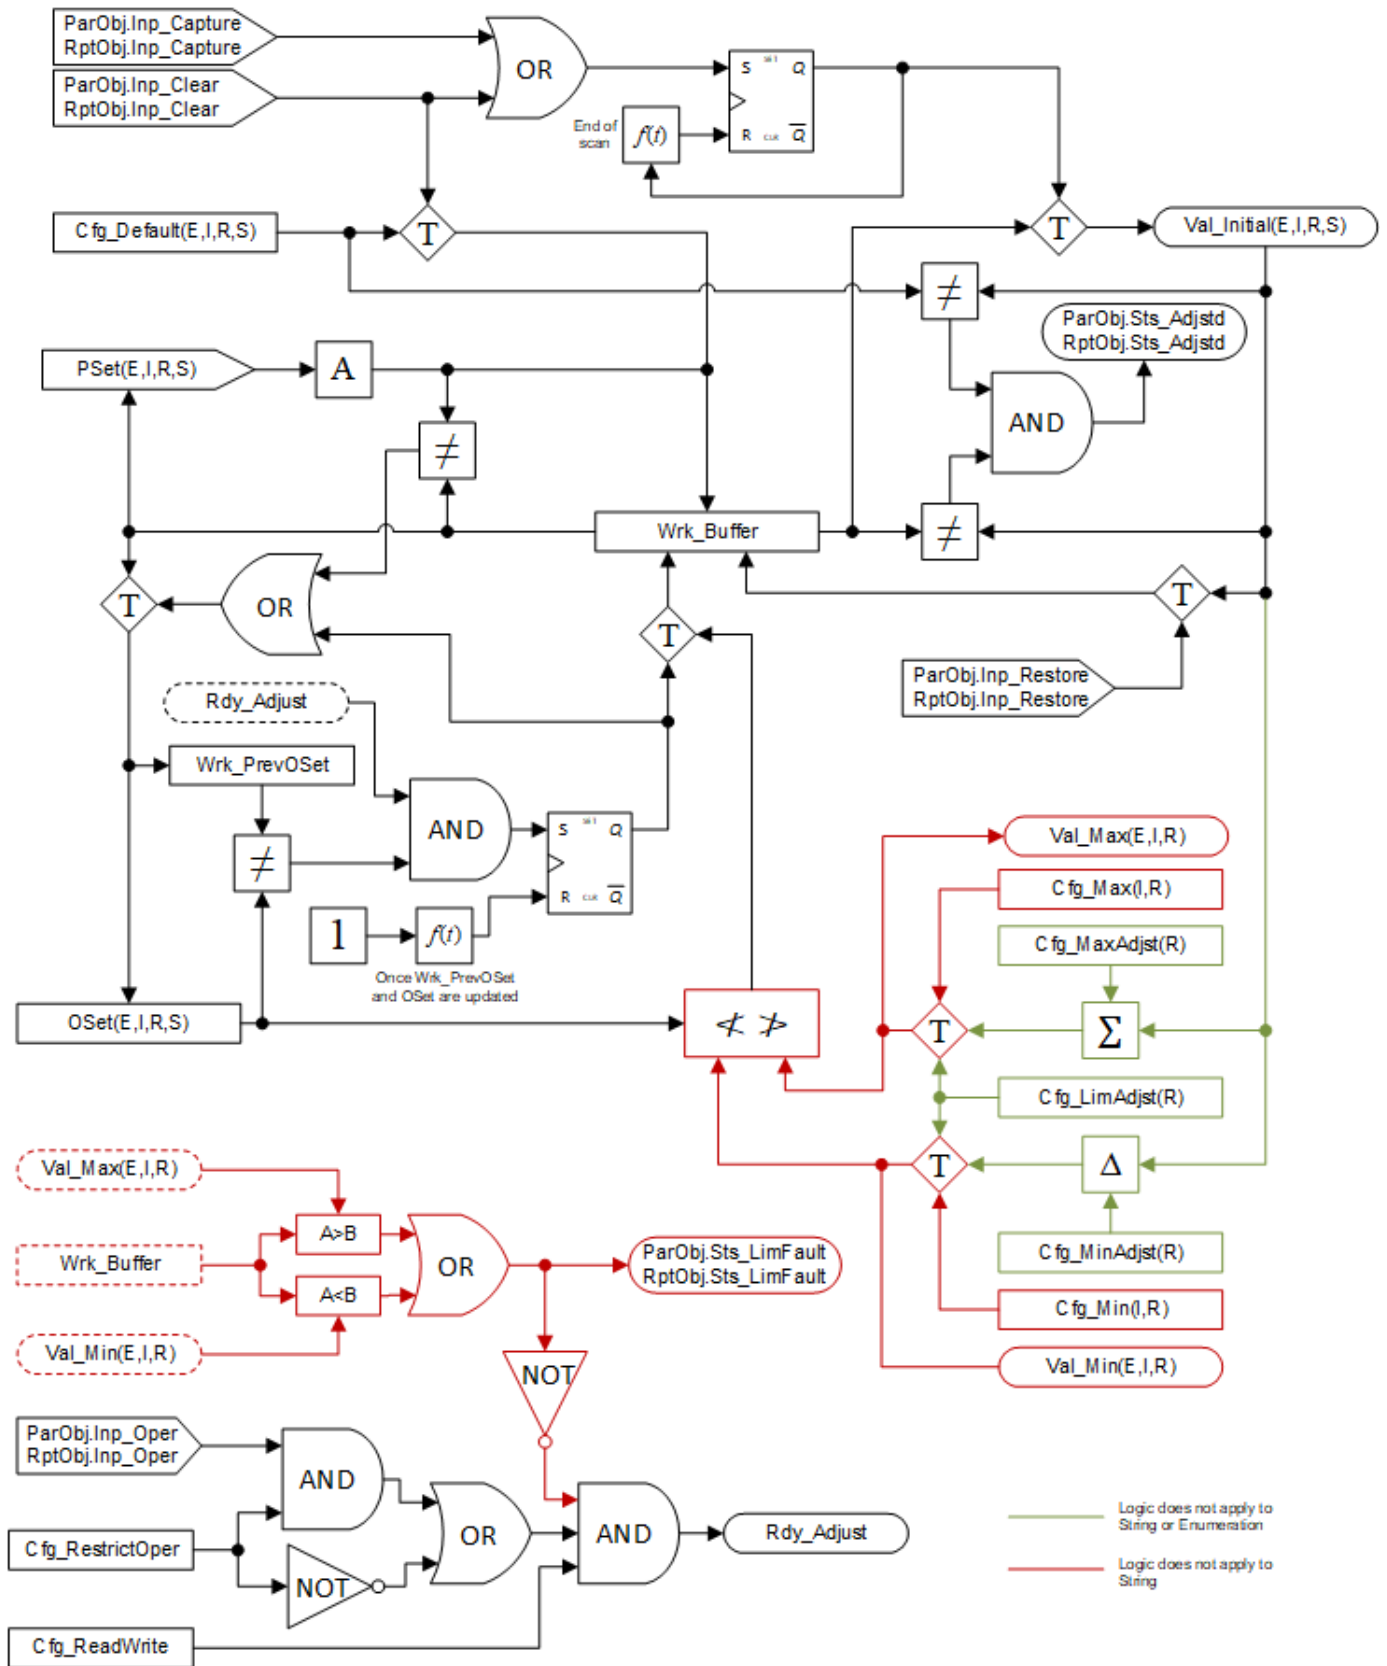 ParObj.Inp_Capture
RptObj.Inp_Capture
ParObj.Inp_Clear
RptObj.Inp_Clear
OR
S SET Q
R CLR Q
End of
scan
f(t)
Cfg_Default(E,I,R,S)
T
T
Val_Initial(E,I,R,S)
≠
ParObj.Sts_Adjstd
RptObj.Sts_Adjstd
PSet(E,I,R,S)
A
≠
AND
Wrk_Buffer
≠
T
OR
T
T
ParObj.Inp_Restore
RptObj.Inp_Restore
Rdy_Adjust
Wrk_PrevOSet
≠
AND
S SET Q
R CLR Q
1
f(t)
Once Wrk_PrevOSet
and OSet are updated
OSet(E,I,R,S)
≮ ≯
Val_Max(E,I,R)
Cfg_Max(I,R)
Cfg_MaxAdjst(R)
T
Σ
Cfg_LimAdjst(R)
T
Δ
Cfg_MinAdjst(R)
Cfg_Min(I,R)
Val_Min(E,I,R)
Val_Max(E,I,R)
A>B
Wrk_Buffer
A<B
Val_Min(E,I,R)
OR
ParObj.Sts_LimFault
RptObj.Sts_LimFault
NOT
ParObj.Inp_Oper
RptObj.Inp_Oper
AND
Cfg_RestrictOper
NOT
OR
AND
Rdy_Adjust
Cfg_ReadWrite
Logic does not apply to
String or Enumeration
Logic does not apply to
String